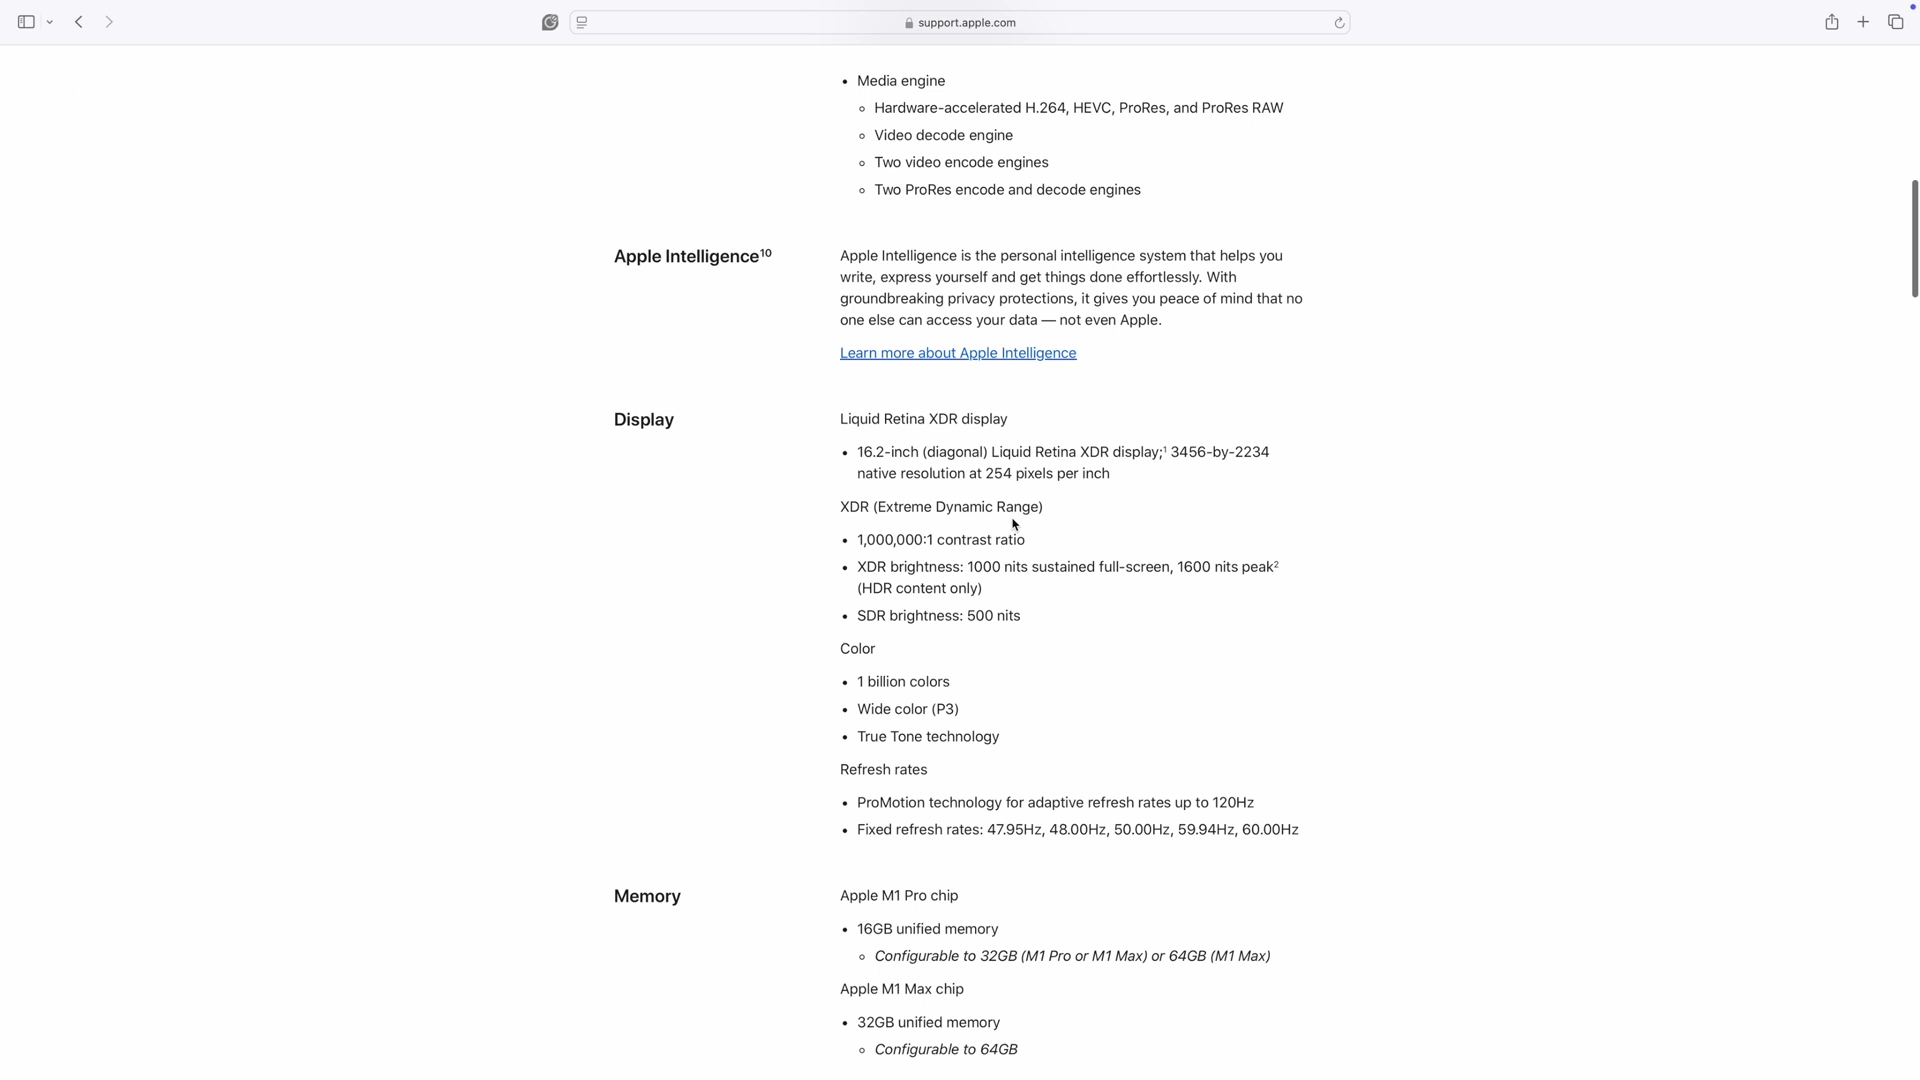 support.apple.com
Media engine
Hardware-accelerated H.264, HEVC, ProRes, and ProRes RAW
Video decode engine
Two video encode engines
Two ProRes encode and decode engines
Apple Intelligence¹⁰
Apple Intelligence is the personal intelligence system that helps you
write, express yourself and get things done effortlessly. With
groundbreaking privacy protections, it gives you peace of mind that no
one else can access your data — not even Apple.
Learn more about Apple Intelligence
Display
Liquid Retina XDR display
16.2-inch (diagonal) Liquid Retina XDR display;¹ 3456-by-2234
native resolution at 254 pixels per inch
XDR (Extreme Dynamic Range)
1,000,000:1 contrast ratio
XDR brightness: 1000 nits sustained full-screen, 1600 nits peak²
(HDR content only)
SDR brightness: 500 nits
Color
1 billion colors
Wide color (P3)
True Tone technology
Refresh rates
ProMotion technology for adaptive refresh rates up to 120Hz
Fixed refresh rates: 47.95Hz, 48.00Hz, 50.00Hz, 59.94Hz, 60.00Hz
Memory
Apple M1 Pro chip
16GB unified memory
Configurable to 32GB (M1 Pro or M1 Max) or 64GB (M1 Max)
Apple M1 Max chip
32GB unified memory
Configurable to 64GB